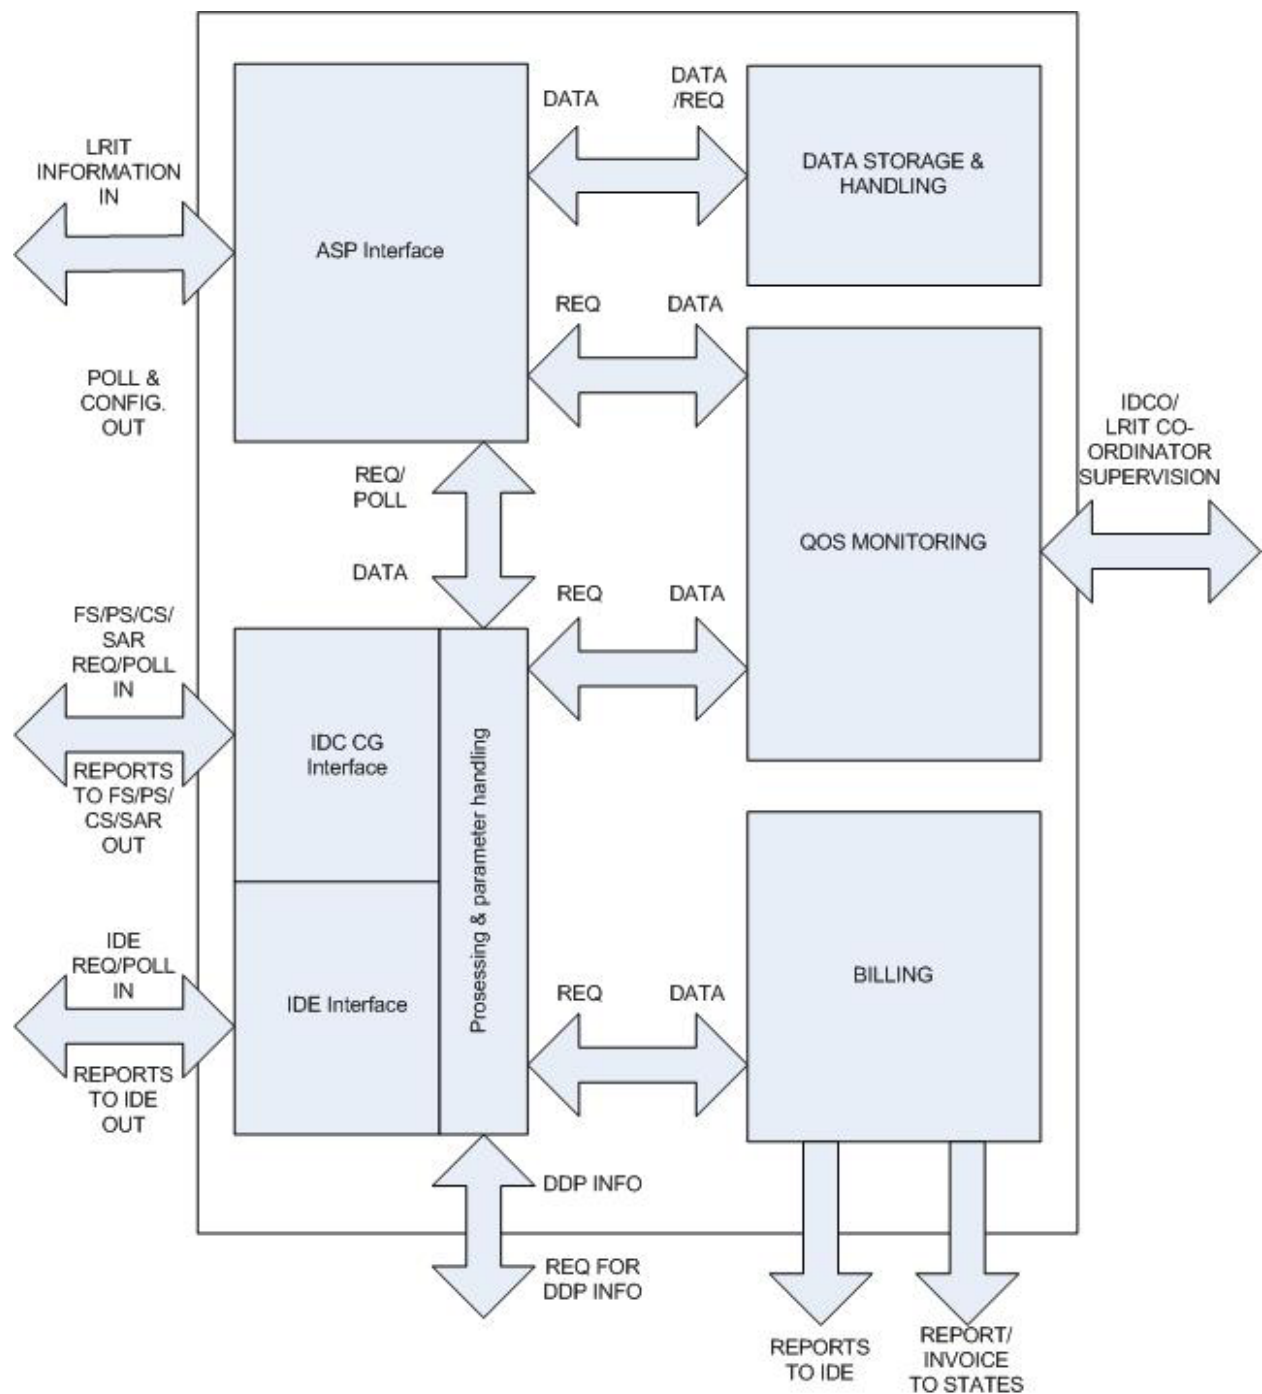 DATA
DATA
/REQ
LRIT
INFORMATION
IN
DATA STORAGE &
HANDLING
ASP Interface
REQ
DATA
POLL &
CONFIG.
OUT
IDCO/
LRIT CO-
ORDINATOR
SUPERVISION
REQ/
POLL
QOS MONITORING
DATA
REQ
DATA
FS/PS/CS/
SAR
REQ/POLL
IN
IDC CG
Interface
REPORTS
TO FS/PS/
CS/SAR
OUT
Prosessing & parameter handling
IDE
REQ/POLL
IN
IDE Interface
BILLING
REQ
DATA
REPORTS
TO IDE
OUT
DDP INFO
REQ FOR
DDP INFO
REPORTS
TO IDE
REPORT/
INVOICE
TO STATES